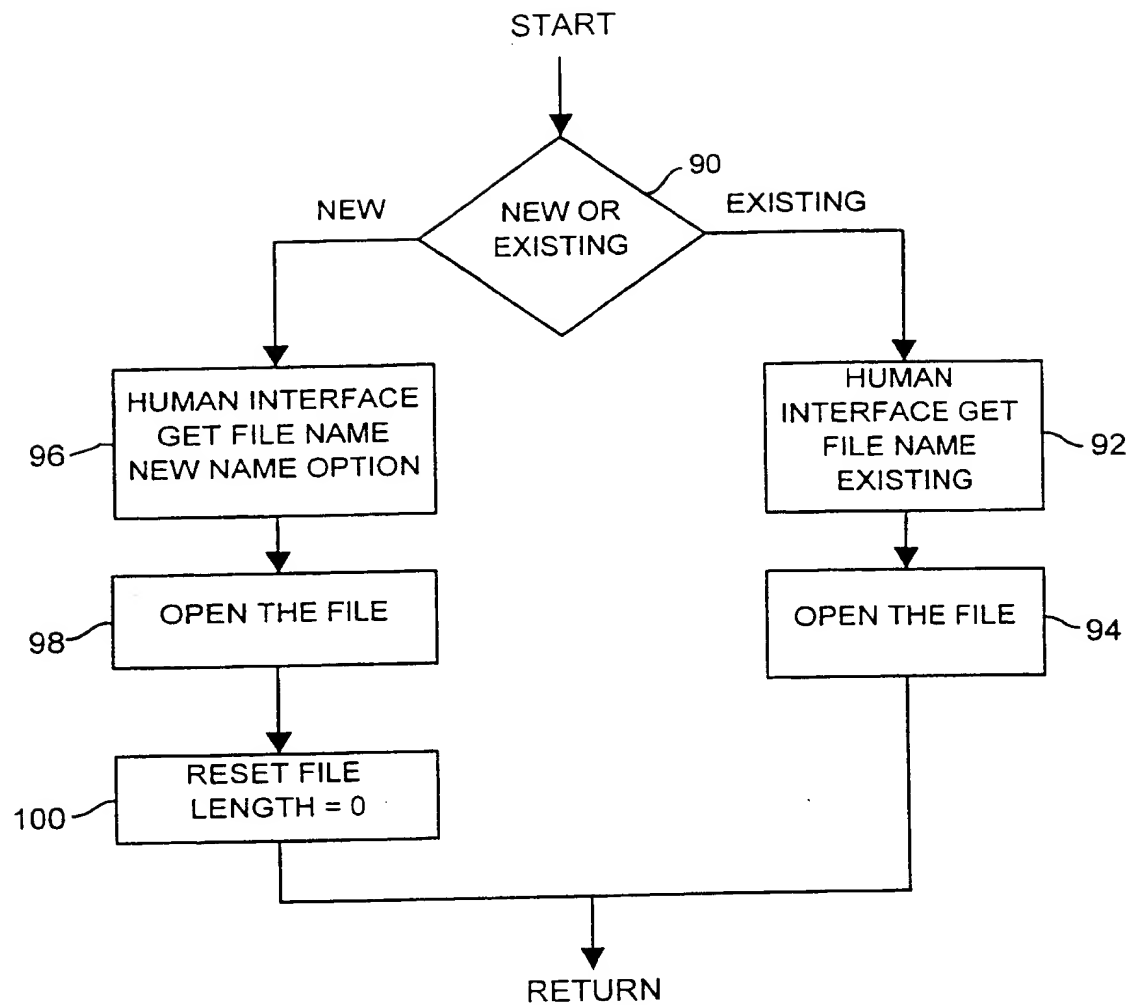 START
90
NEW
NEW OR
EXISTING
EXISTING
HUMAN INTERFACE
GET FILE NAME
NEW NAME OPTION
96
HUMAN
INTERFACE GET
FILE NAME
EXISTING
92
OPEN THE FILE
98
OPEN THE FILE
94
RESET FILE
LENGTH = 0
100
RETURN